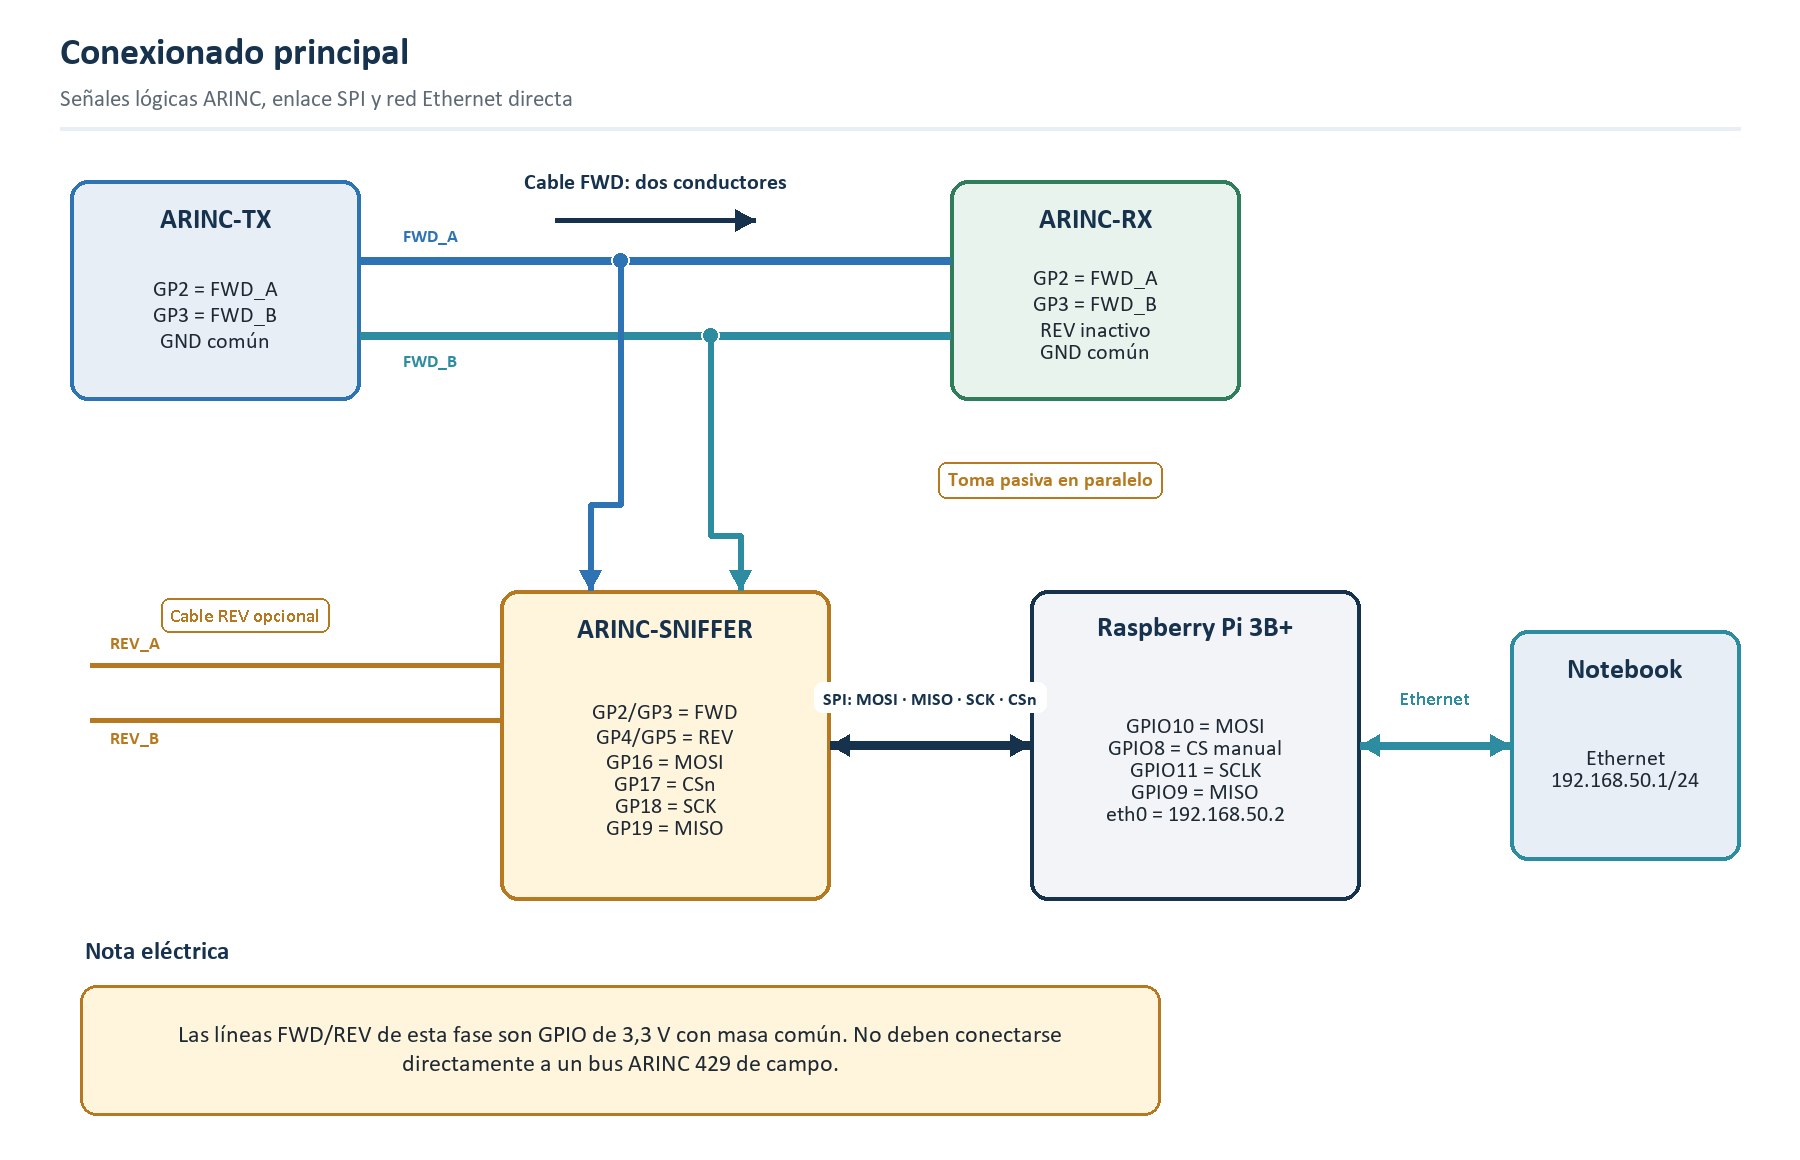 Conexionado principal
Señales lógicas ARINC, enlace SPI y red Ethernet directa
Cable FWD: dos conductores
ARINC-TX
GP2 = FWD_A
GP3 = FWD_B
GND común
FWD_A
FWD_B
ARINC-RX
GP2 = FWD_A
GP3 = FWD_B
REV inactivo
GND común
Toma pasiva en paralelo
Cable REV opcional
REV_A
REV_B
ARINC-SNIFFER
GP2/GP3 = FWD
GP4/GP5 = REV
GP16 = MOSI
GP17 = CSn
GP18 = SCK
GP19 = MISO
SPI: MOSI · MISO · SCK · CSn
Raspberry Pi 3B+
GPIO10 = MOSI
GPIO8 = CS manual
GPIO11 = SCLK
GPIO9 = MISO
eth0 = 192.168.50.2
Ethernet
Notebook
Ethernet
192.168.50.1/24
Nota eléctrica
Las líneas FWD/REV de esta fase son GPIO de 3,3 V con masa común. No deben conectarse
directamente a un bus ARINC 429 de campo.